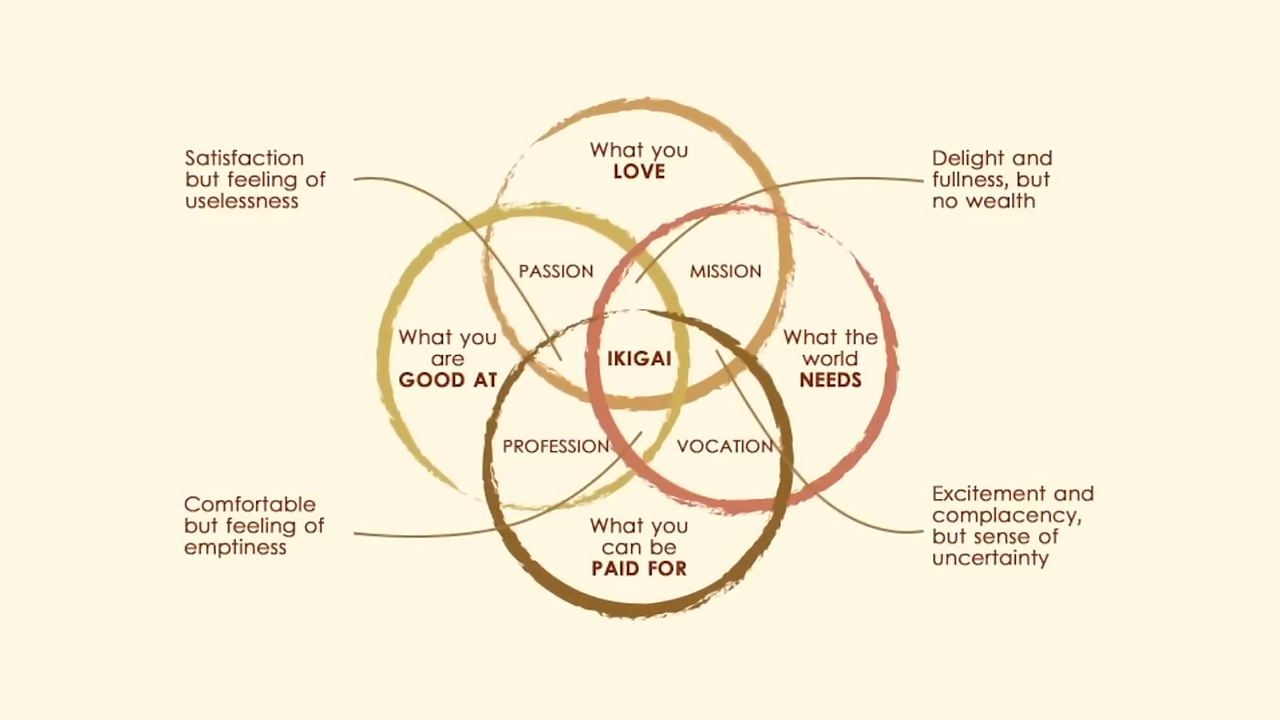 What you
LOVE
Satisfaction
but feeling of
uselessness
Delight and
fullness, but
no wealth
PASSION
MISSION
What you
are
GOOD AT
IKIGAI
What the
world
NEEDS
PROFESSION
VOCATION
Comfortable
but feeling of
emptiness
What you
can be
PAID FOR
Excitement and
complacency,
but sense of
uncertainty